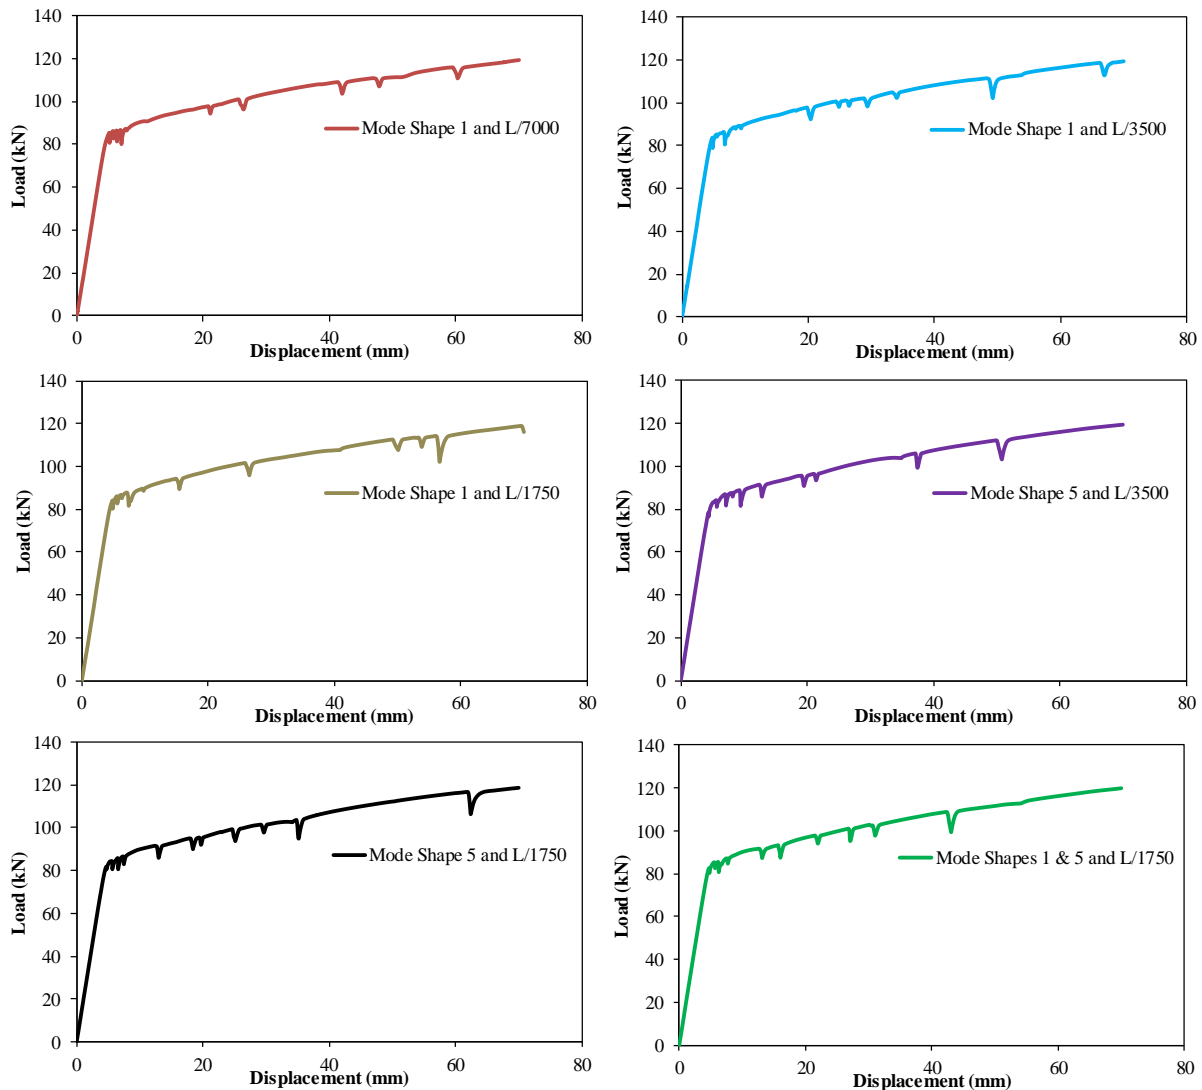 140
120
100
80
60
40
20
0
Load (kN)
Mode Shape 1 and L/7000
0 20 40 60 80
Displacement (mm)
140
120
100
80
60
40
20
0
Load (kN)
Mode Shape 1 and L/3500
0 20 40 60 80
Displacement (mm)
140
120
100
80
60
40
20
0
Load (kN)
Mode Shape 1 and L/1750
0 20 40 60 80
Displacement (mm)
140
120
100
80
60
40
20
0
Load (kN)
Mode Shape 5 and L/3500
0 20 40 60 80
Displacement (mm)
140
120
100
80
60
40
20
0
Load (kN)
Mode Shape 5 and L/1750
0 20 40 60 80
Displacement (mm)
140
120
100
80
60
40
20
0
Load (kN)
Mode Shapes 1 & 5 and L/1750
0 20 40 60 80
Displacement (mm)